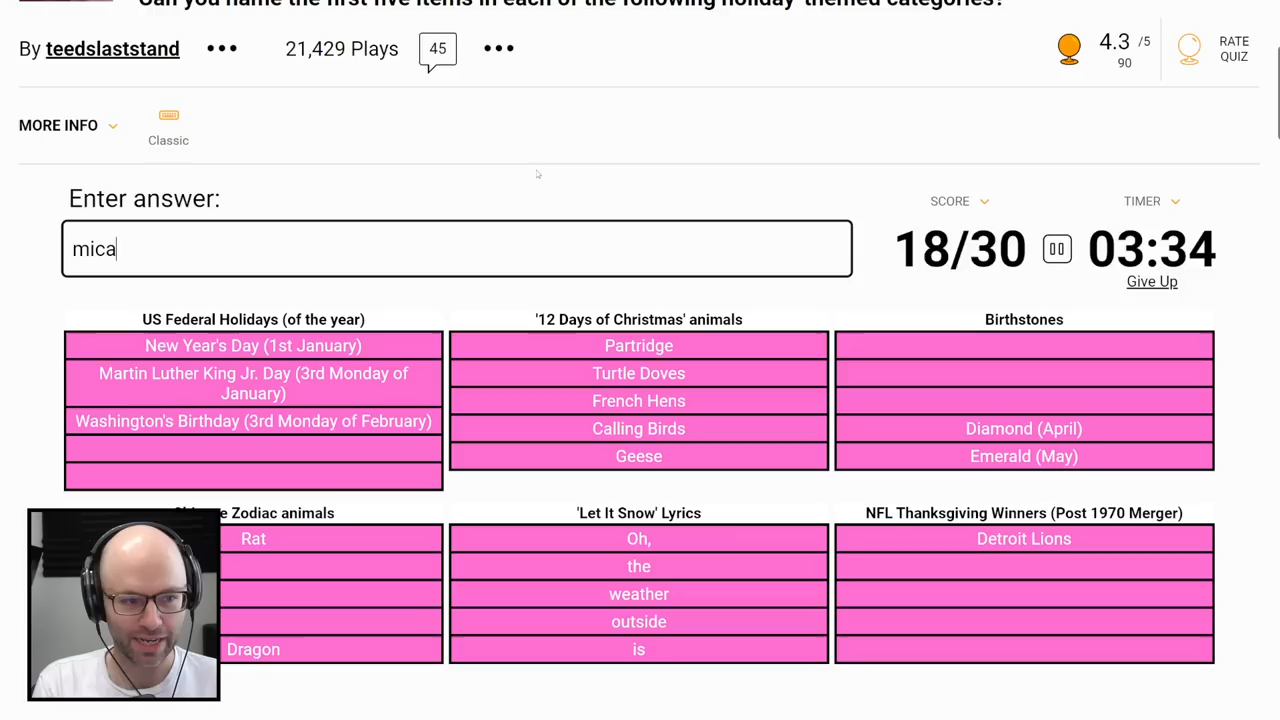 Can you name the first five items in each of the following holiday-themed categories?
By teedslaststand ••• 21,429 Plays 45 •••
4.3 /5
90
RATE
QUIZ
MORE INFO
Classic
Enter answer:
mica
SCORE
TIMER
18/30
03:34
Give Up
US Federal Holidays (of the year)
New Year's Day (1st January)
Martin Luther King Jr. Day (3rd Monday of
January)
Washington's Birthday (3rd Monday of February)
'12 Days of Christmas' animals
Partridge
Turtle Doves
French Hens
Calling Birds
Geese
Birthstones
Diamond (April)
Emerald (May)
Zodiac animals
Rat
Dragon
'Let It Snow' Lyrics
Oh,
the
weather
outside
is
NFL Thanksgiving Winners (Post 1970 Merger)
Detroit Lions